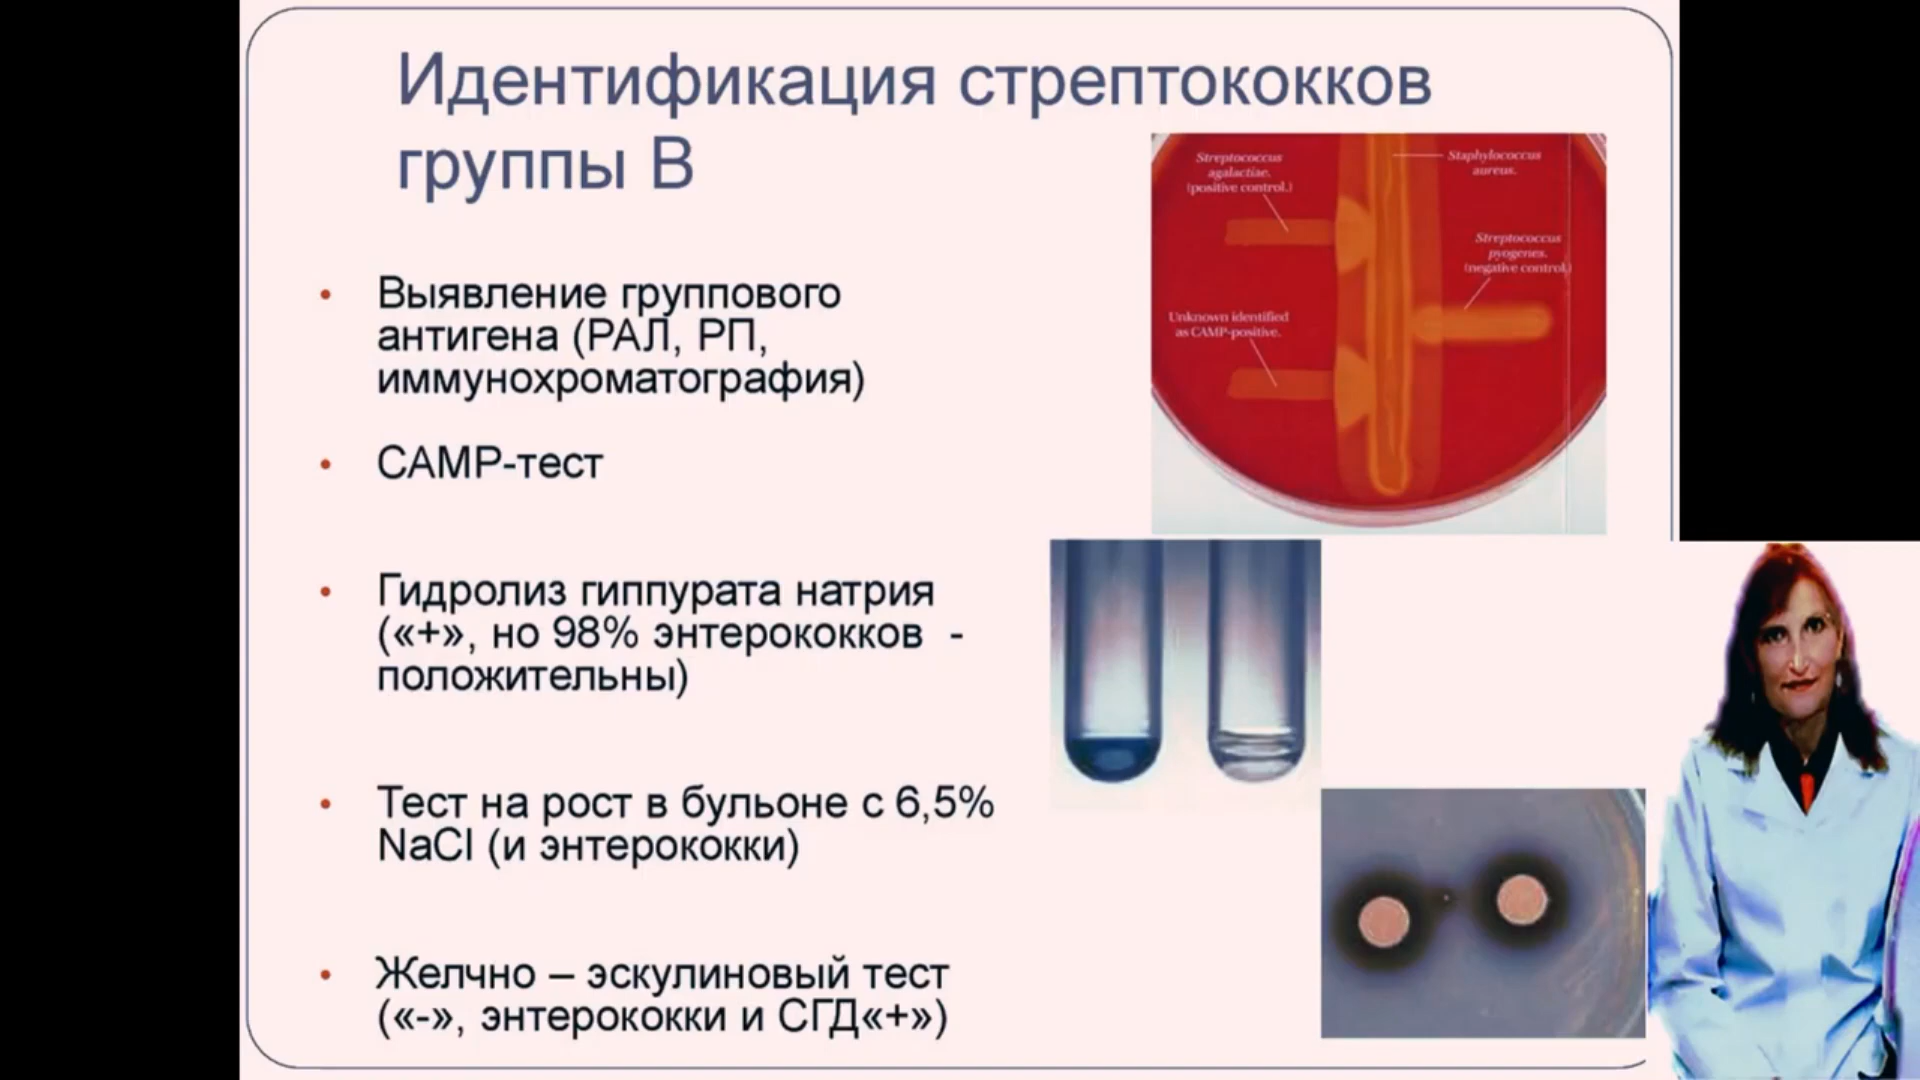 Идентификация стрептококков
группы В
Streptococcus
agalactiae.
(positive control.)
Staphylococcus
aureus.
Streptococcus
pyogenes.
(negative control)
Unknown identified
as CAMP-positive.
• Выявление группового
антигена (РАЛ, РП,
иммунохроматография)
• САМР-тест
• Гидролиз гиппурата натрия
(«+», но 98% энтерококков -
положительны)
• Тест на рост в бульоне с 6,5%
NaCl (и энтерококки)
• Желчно – эскулиновый тест
(«-», энтерококки и СГД«+»)